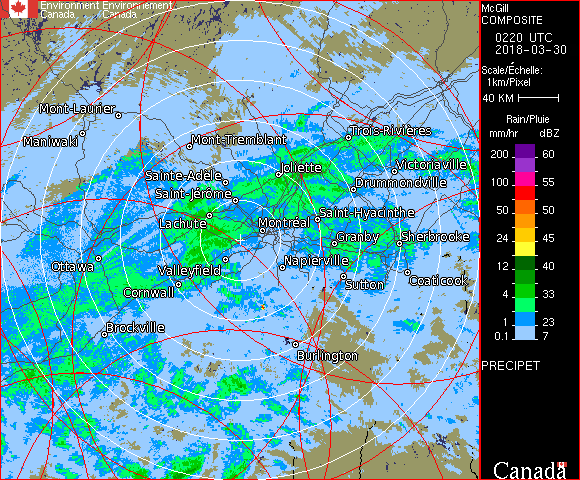 Environment Environnement
Canada Canada
Mont-Laurier
Maniwaki
Mont-Tremblant
Trois-Rivières
Joliette
Victoriaville
Sainte-Adèle
Drummondville
Saint-Jérôme
Saint-Hyacinthe
Lachute
Montréal
Granby
Sherbrooke
Ottawa
Valleyfield
Napierville
Cornwall
Sutton
Coaticook
Brockville
Burlington
McGill
COMPOSITE
0220 UTC
2018-03-30
Scale/Échelle:
1km/Pixel
40 KM
Rain/Pluie
mm/hr dBZ
200 60
100 55
50 50
24 45
12 40
4 33
1 23
0.1 7
PRECIPET
Canada